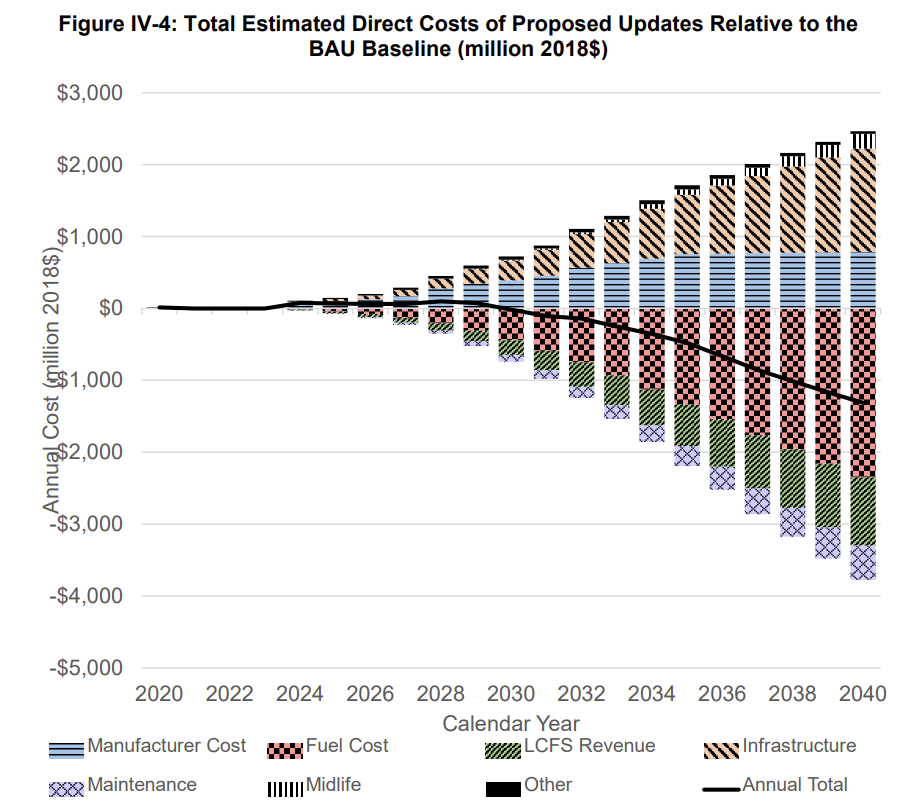 Figure IV-4: Total Estimated Direct Costs of Proposed Updates Relative to the
BAU Baseline (million 2018$)
Annual Cost (million 2018$)
$3,000
$2,000
$1,000
$0
-$1,000
-$2,000
-$3,000
-$4,000
-$5,000
2020 2022 2024 2026 2028 2030 2032 2034 2036 2038 2040
Calendar Year
Manufacturer Cost Fuel Cost LCFS Revenue Infrastructure
Maintenance Midlife Other Annual Total